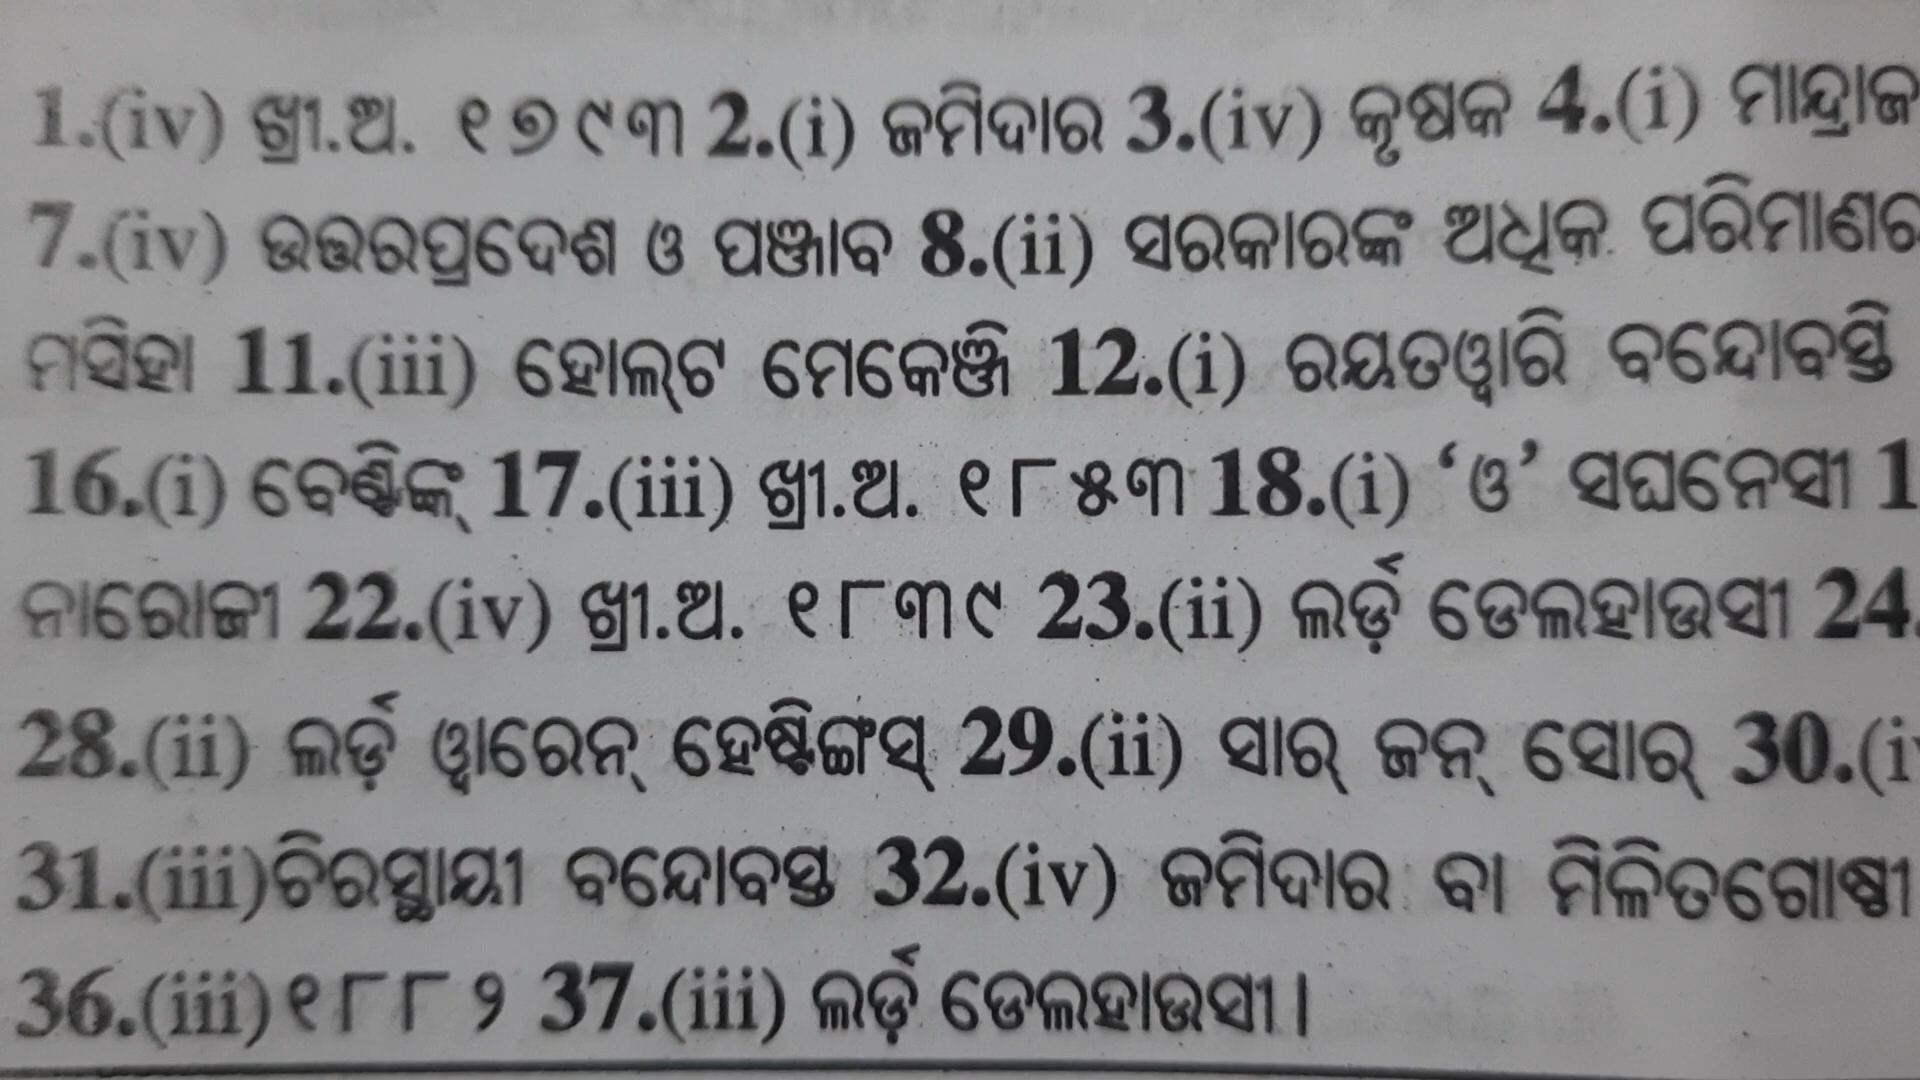 1.(iv) ଖ୍ରୀ.ଅ. ୧୭୯୩ 2.(i) ଜମିଦାର 3.(iv) କୃଷକ 4.(i) ମାନ୍ଦ୍ରାଜ
7.(iv) ଉତ୍ତରପ୍ରଦେଶ ଓ ପଞ୍ଜାବ 8.(ii) ସରକାରଙ୍କ ଅଧିକ ପରିମାଣର
ମସିହା 11.(iii) ହୋଲ୍‌ଟ ମେକେଞ୍ଜି 12.(i) ରୟତୱାରି ବନ୍ଦୋବସ୍ତି
16.(i) ବେଣ୍ଟିଙ୍କ୍ 17.(iii) ଖ୍ରୀ.ଅ. ୧୮୫୩ 18.(i) ‘ଓ’ ସଘନେସୀ 1
ନାରୋଜୀ 22.(iv) ଖ୍ରୀ.ଅ. ୧୮୩୯ 23.(ii) ଲର୍ଡ଼ ଡେଲହାଉସୀ 24.
28.(ii) ଲର୍ଡ଼ ୱାରେନ୍ ହେଷ୍ଟିଙ୍ଗସ୍ 29.(ii) ସାର୍ ଜନ୍ ସୋର୍ 30.(i
31.(iii)ଚିରସ୍ଥାୟୀ ବନ୍ଦୋବସ୍ତ 32.(iv) ଜମିଦାର ବା ମିଳିତଗୋଷ୍ଠୀ
36.(iii)୧୮୮୨ 37.(iii) ଲର୍ଡ଼ ଡେଲହାଉସୀ।